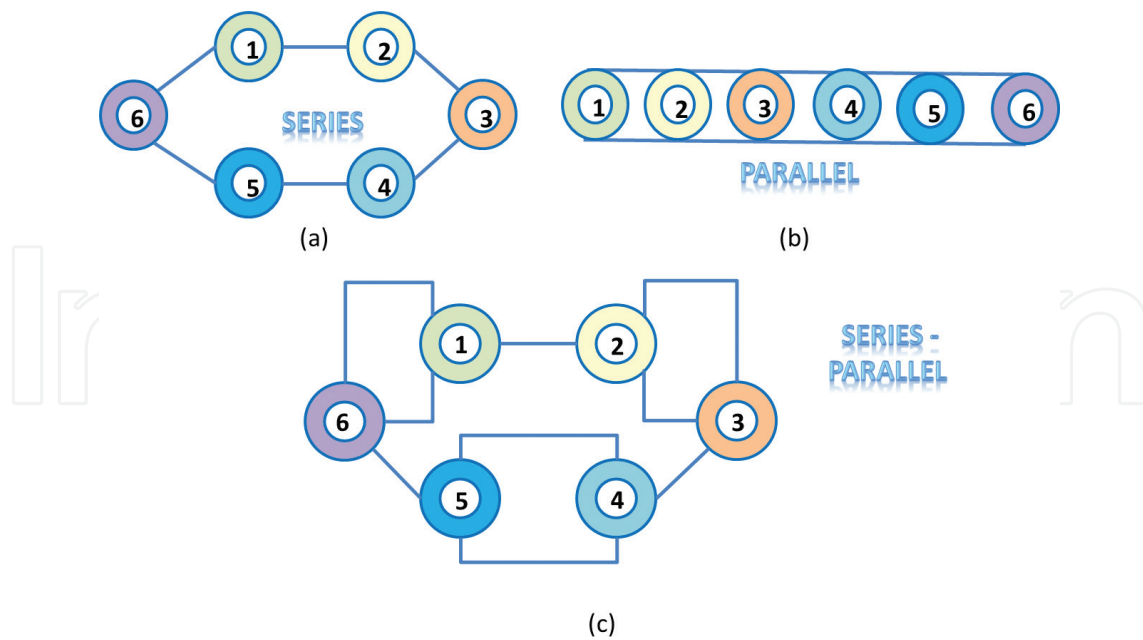 1 2
6 SERIES 3
5 4
(a)
1 2 3 4 5 6
PARALLEL
(b)
1 2
SERIES -
PARALLEL
6 3
5 4
(c)